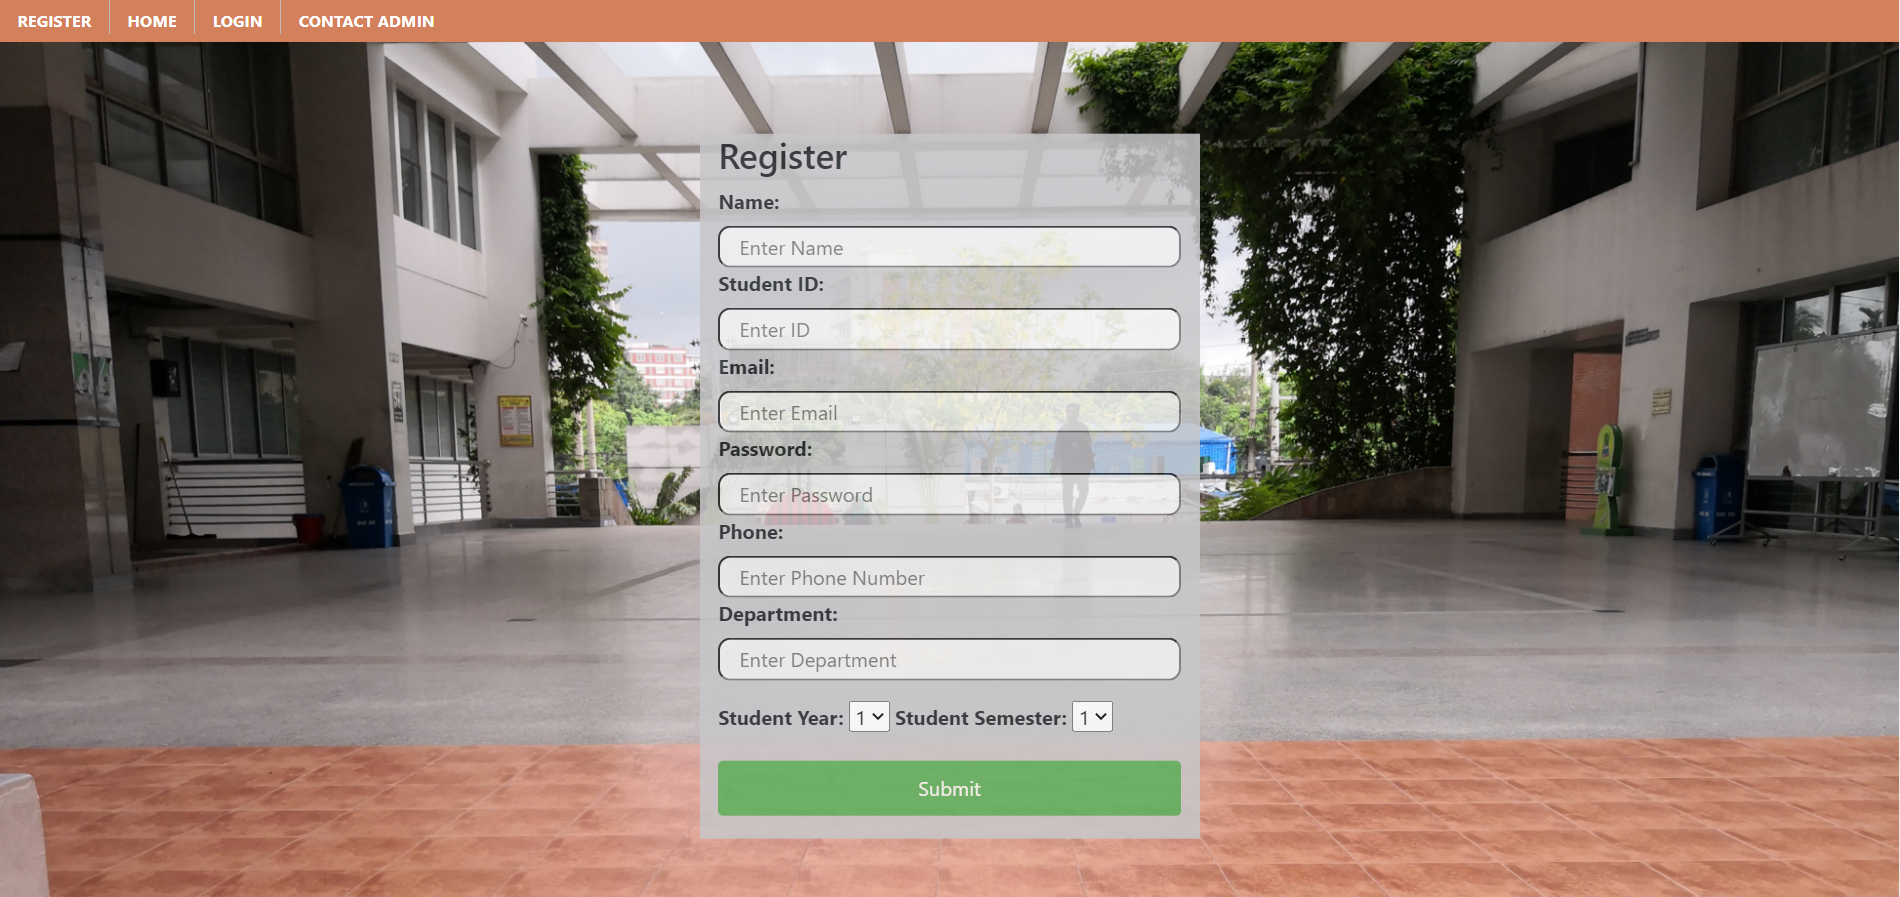 REGISTER HOME LOGIN CONTACT ADMIN
Register
Name:
Enter Name
Student ID:
Enter ID
Email:
Enter Email
Password:
Enter Password
Phone:
Enter Phone Number
Department:
Enter Department
Student Year: 1 Student Semester: 1
Submit